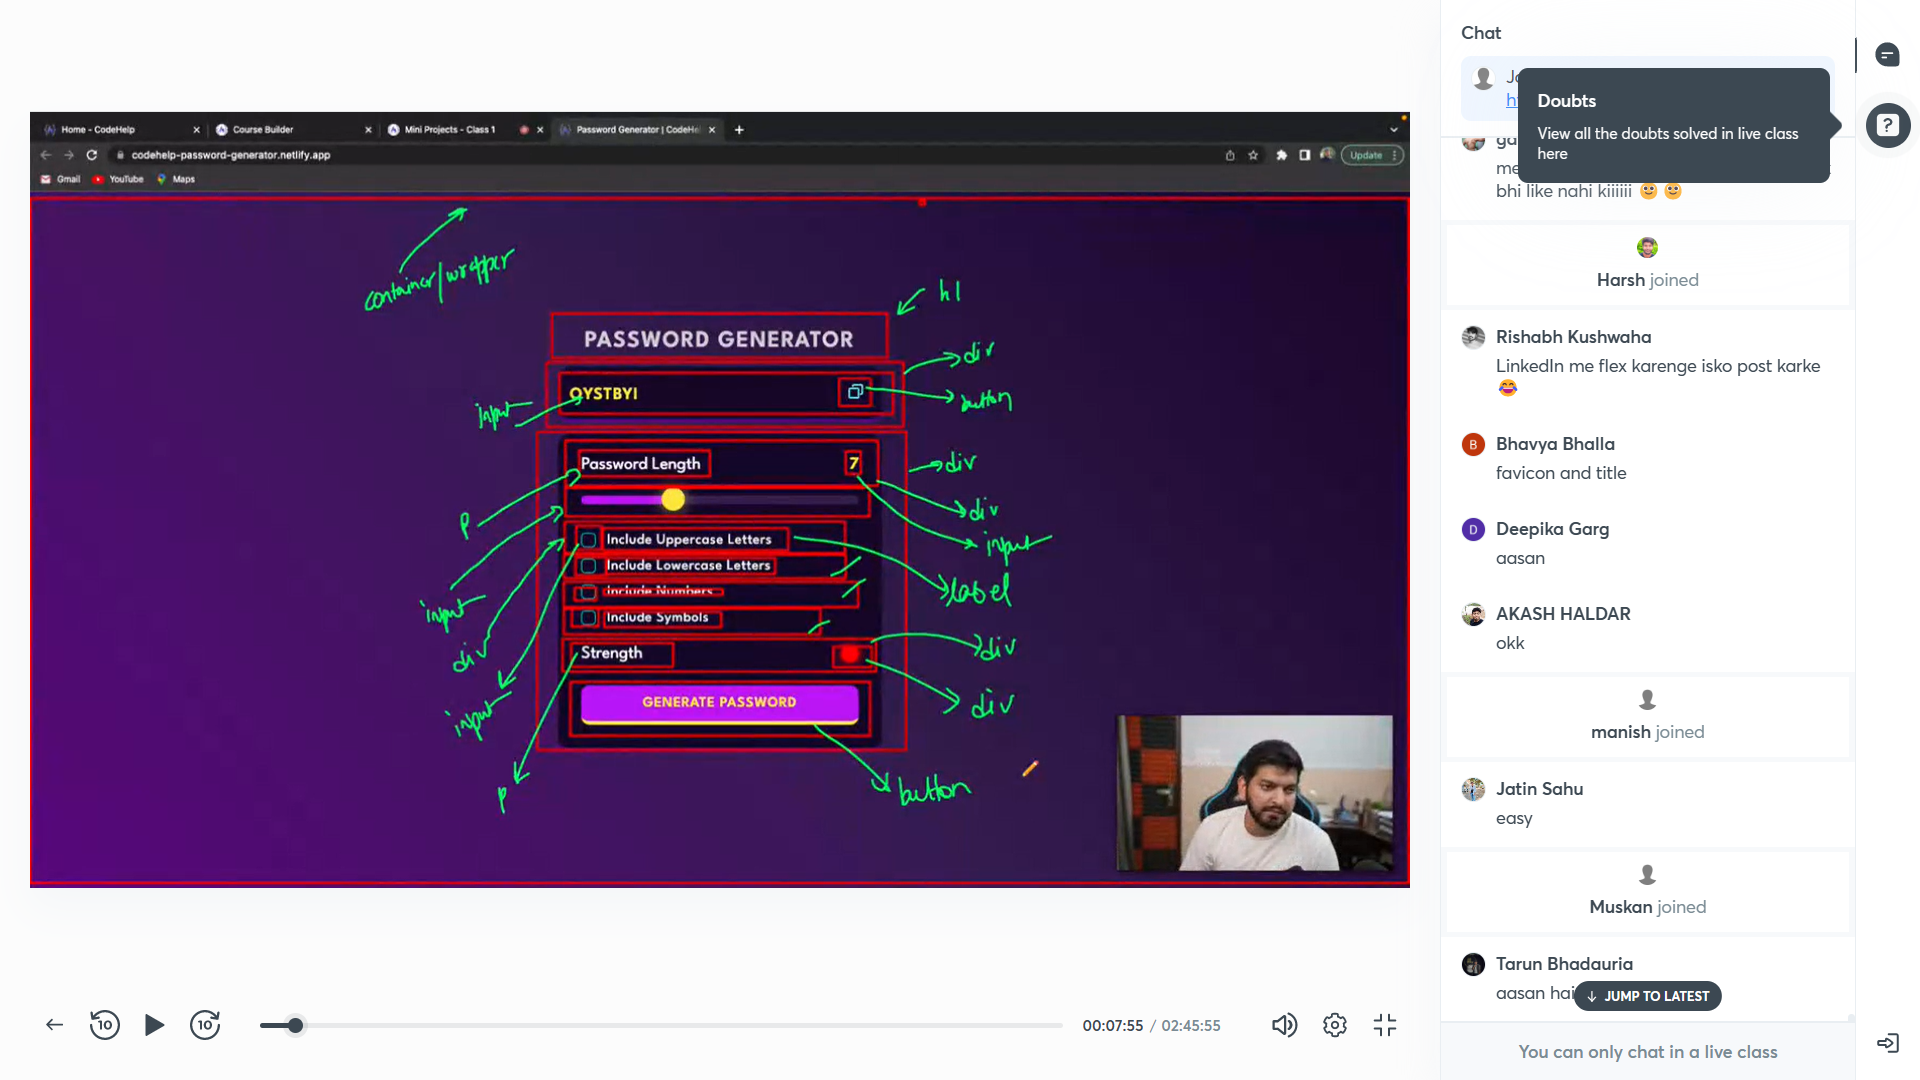 Home - CodeHelp
Course Builder
Mini Projects - Class 1
Password Generator | CodeHe
codehelp-password-generator.netlify.app
Update
Gmail
YouTube
Maps
container/wrapper
h1
PASSWORD GENERATOR
div
OYSTBY!
button
input
Password Length
7
div
p
div
input
Include Uppercase Letters
Include Lowercase Letters
label
Include Numbers
input
Include Symbols
div
div
Strength
input
div
GENERATE PASSWORD
p
button
10
10
00:07:55 / 02:45:55
Chat
Doubts
View all the doubts solved in live class
here
bhi like nahi kiiiiii 🙂 🙂
Harsh joined
Rishabh Kushwaha
LinkedIn me flex karenge isko post karke
😂
B
Bhavya Bhalla
favicon and title
D
Deepika Garg
aasan
AKASH HALDAR
okk
manish joined
Jatin Sahu
easy
Muskan joined
Tarun Bhadauria
aasan hai
JUMP TO LATEST
You can only chat in a live class